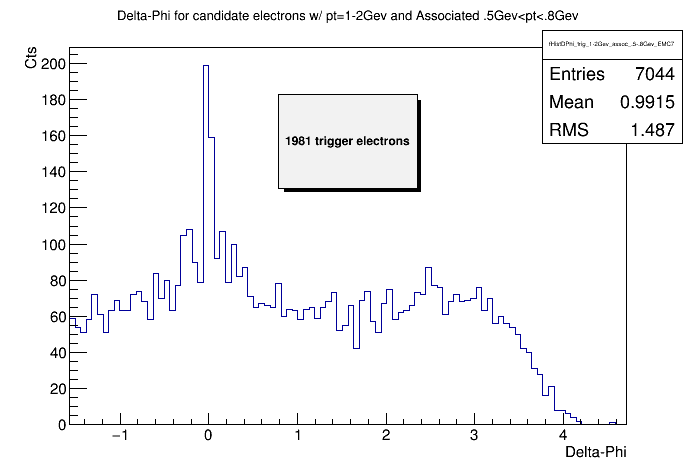 Delta-Phi for candidate electrons w/ pt=1-2Gev and Associated .5Gev<pt<.8Gev
fHistDPhi_trig_1-2Gev_assoc_.5-.8Gev_EMC7
Entries 7044
Mean 0.9915
RMS 1.487
Cts
200
180
160
140
120
100
80
60
40
20
0
1981 trigger electrons
−1 0 1 2 3 4
Delta-Phi